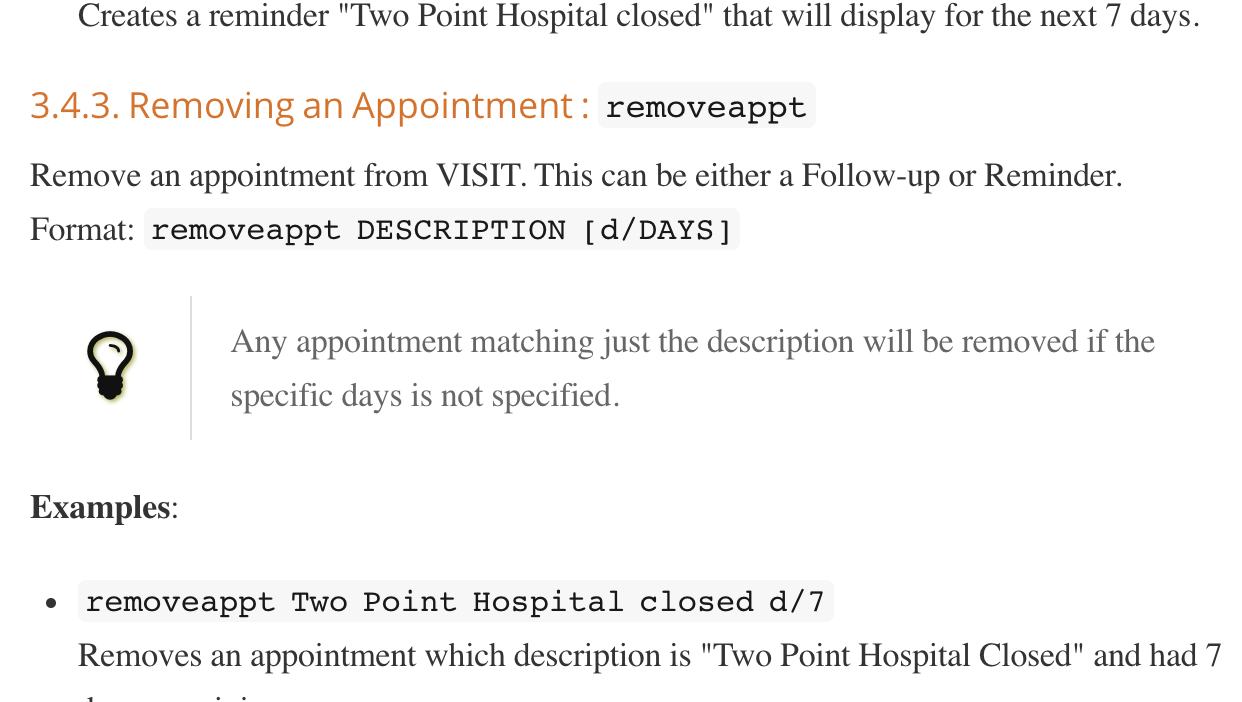 Creates a reminder "Two Point Hospital closed" that will display for the next 7 days.
3.4.3. Removing an Appointment : removeappt
Remove an appointment from VISIT. This can be either a Follow-up or Reminder.
Format: removeappt DESCRIPTION [d/DAYS]
Any appointment matching just the description will be removed if the
specific days is not specified.
Examples:
• removeappt Two Point Hospital closed d/7
Removes an appointment which description is "Two Point Hospital Closed" and had 7